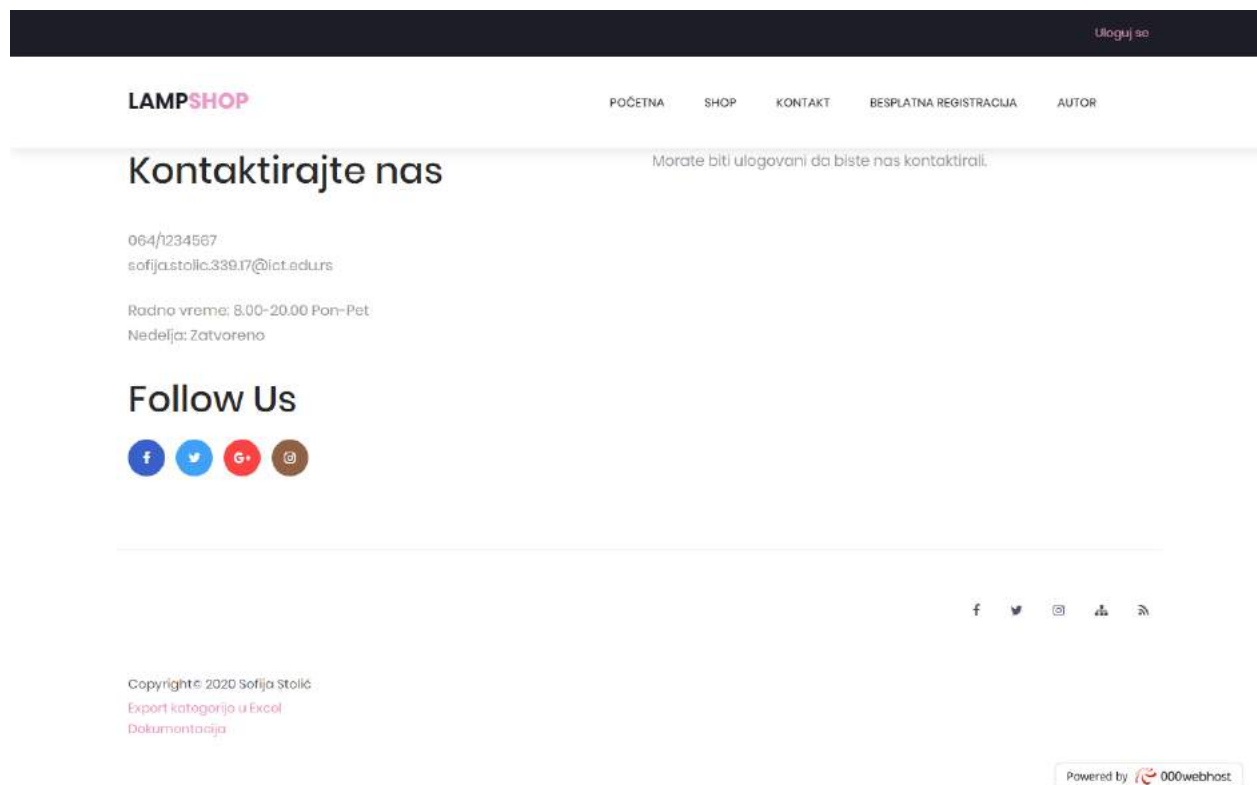 Uloguj se
LAMPSHOP
POČETNA SHOP KONTAKT BESPLATNA REGISTRACIJA AUTOR
Kontaktirajte nas
Morate biti ulogovani da biste nas kontaktirali.
064/1234567
sofija.stolic.339.17@ict.edu.rs
Radno vreme: 8.00-20.00 Pon-Pet
Nedelja: Zatvoreno
Follow Us
Copyright© 2020 Sofija Stolić
Export kategorija u Excel
Dokumentacija
Powered by 000webhost